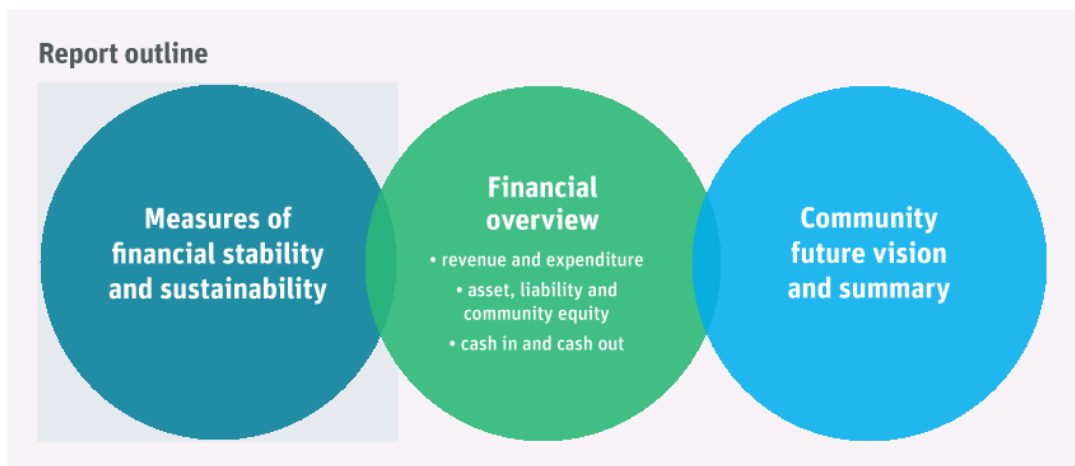 Report outline
Measures of
financial stability
and sustainability
Financial
overview
• revenue and expenditure
• asset, liability and
community equity
• cash in and cash out
Community
future vision
and summary